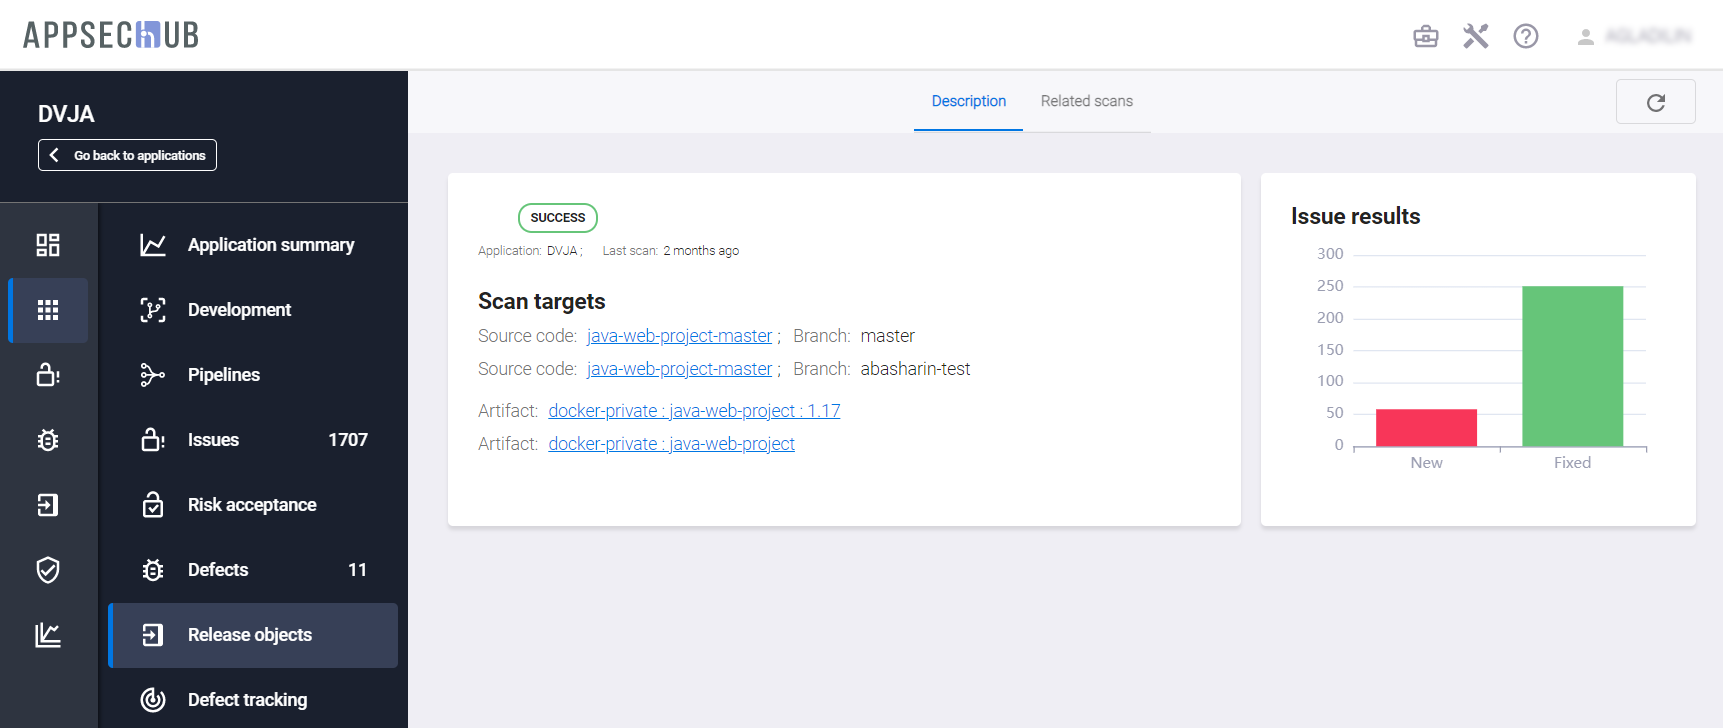 APPSECHUB
DVJA
Go back to applications
Description
Related scans
Application summary
Development
Pipelines
Issues 1707
Risk acceptance
Defects 11
Release objects
Defect tracking
SUCCESS
Application: DVJA ; Last scan: 2 months ago
Scan targets
Source code: java-web-project-master ; Branch: master
Source code: java-web-project-master ; Branch: abasharin-test
Artifact: docker-private : java-web-project : 1.17
Artifact: docker-private : java-web-project
Issue results
300
250
200
150
100
50
0
New Fixed